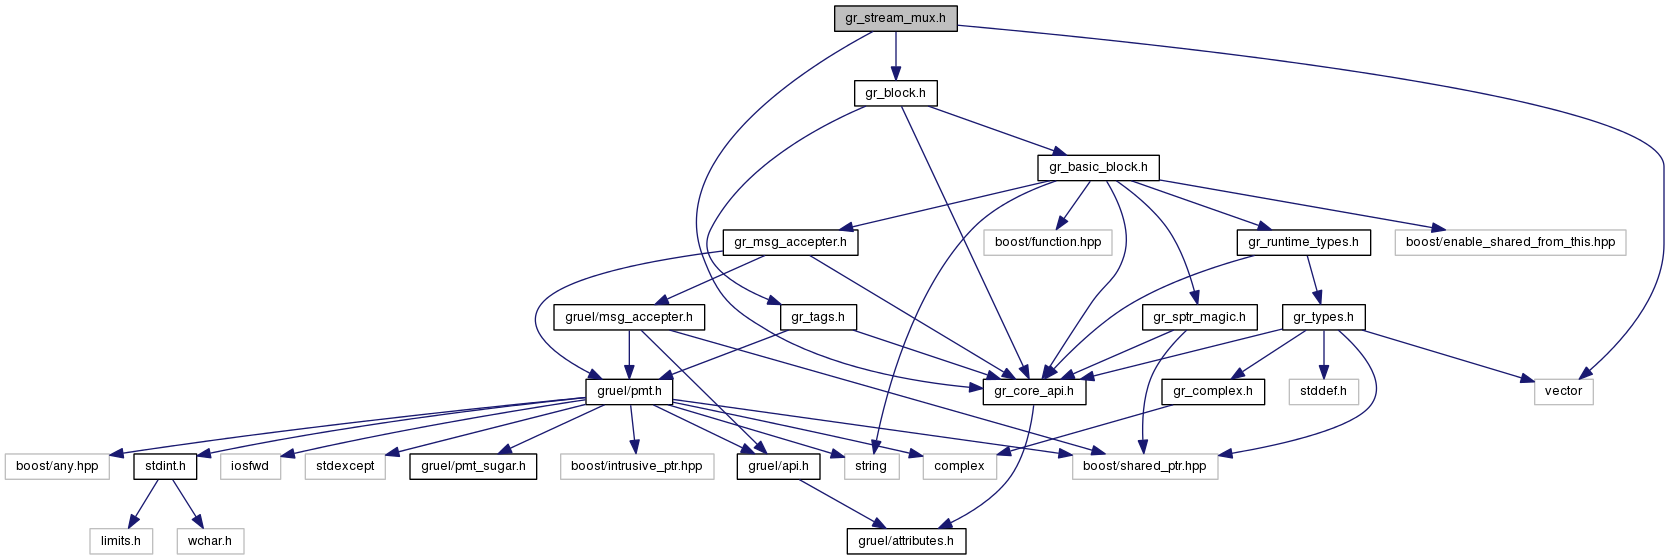 gr_stream_mux.h
gr_block.h
gr_basic_block.h
gr_msg_accepter.h
boost/function.hpp
gr_runtime_types.h
boost/enable_shared_from_this.hpp
gruel/msg_accepter.h
gr_tags.h
gr_sptr_magic.h
gr_types.h
gruel/pmt.h
gr_core_api.h
gr_complex.h
stddef.h
vector
boost/any.hpp
stdint.h
iosfwd
stdexcept
gruel/pmt_sugar.h
boost/intrusive_ptr.hpp
gruel/api.h
string
complex
boost/shared_ptr.hpp
limits.h
wchar.h
gruel/attributes.h